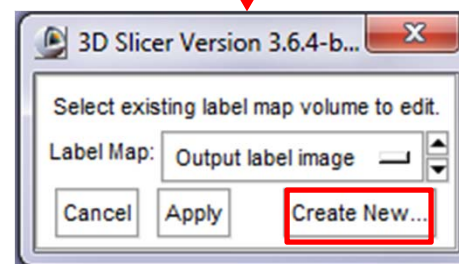 3D Slicer Version 3.6.4-b...
Select existing label map volume to edit.
Label Map: Output label image
Cancel Apply Create New...